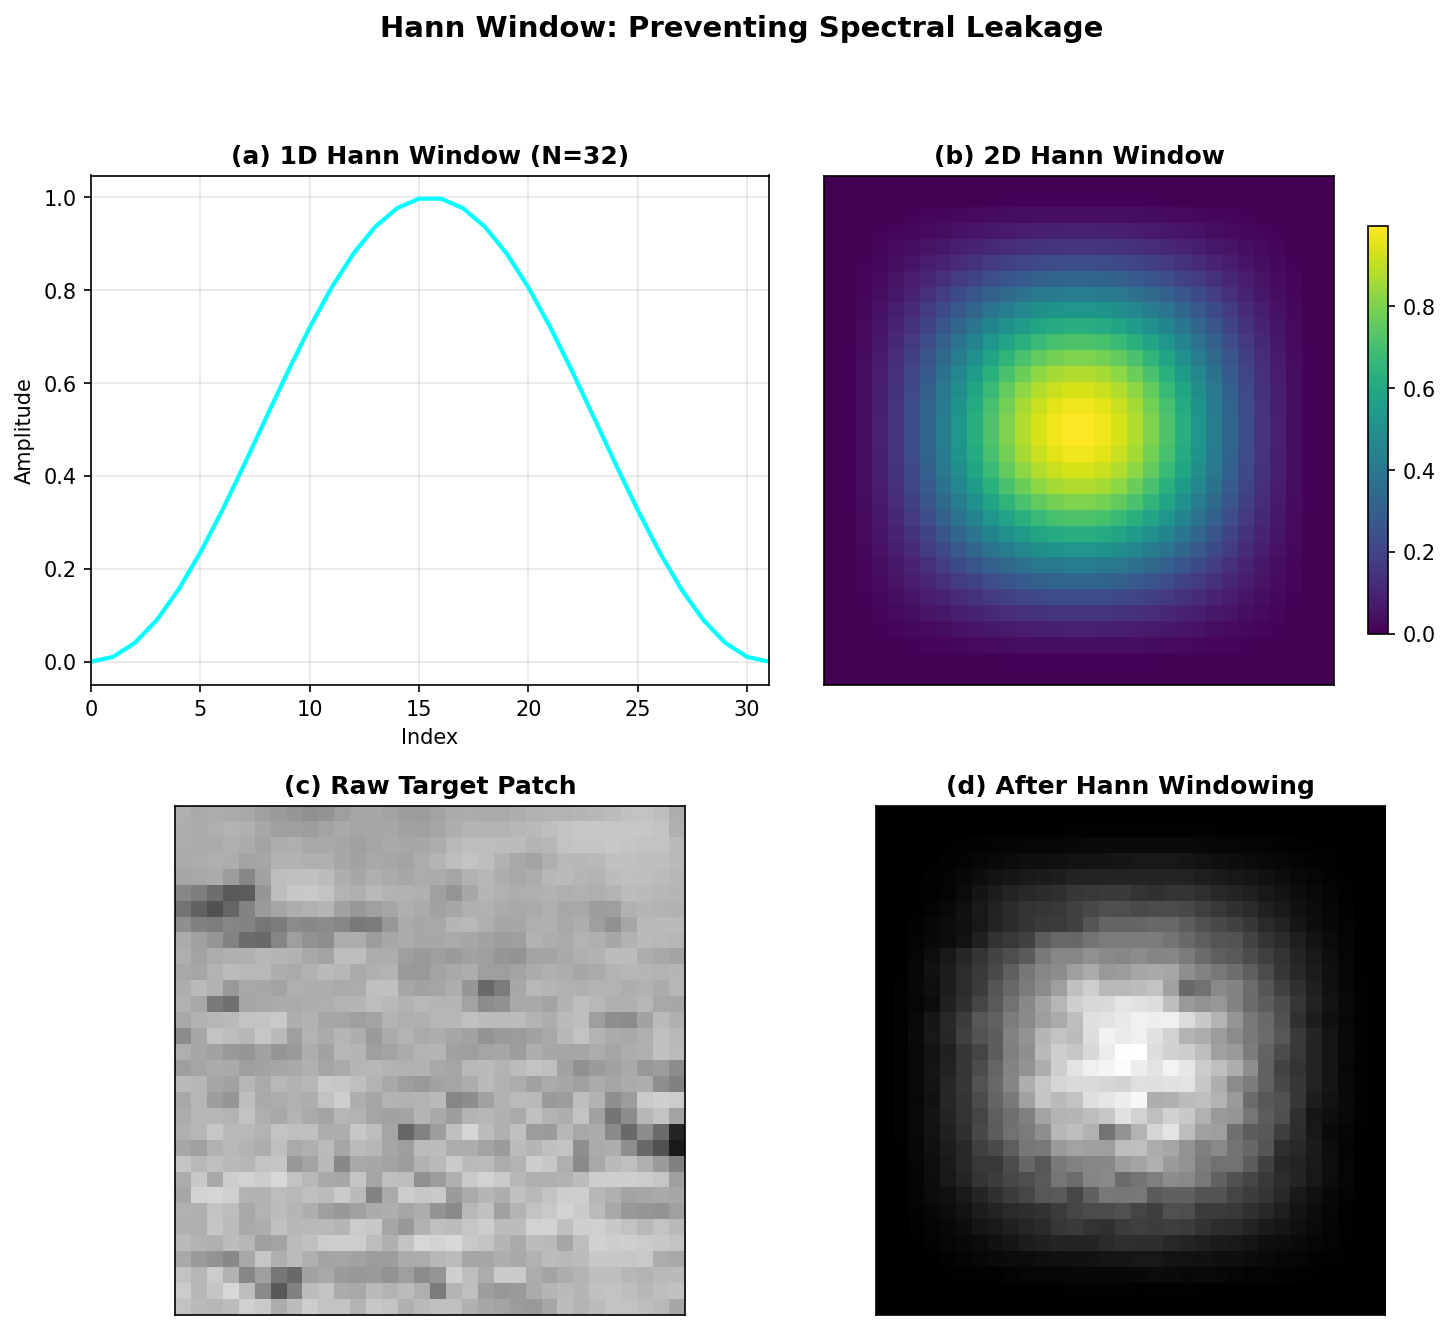 Hann Window: Preventing Spectral Leakage
(a) 1D Hann Window (N=32)
1.0
0.8
0.6
0.4
0.2
0.0
Amplitude
0 5 10 15 20 25 30
Index
(b) 2D Hann Window
0.8
0.6
0.4
0.2
0.0
(c) Raw Target Patch
(d) After Hann Windowing